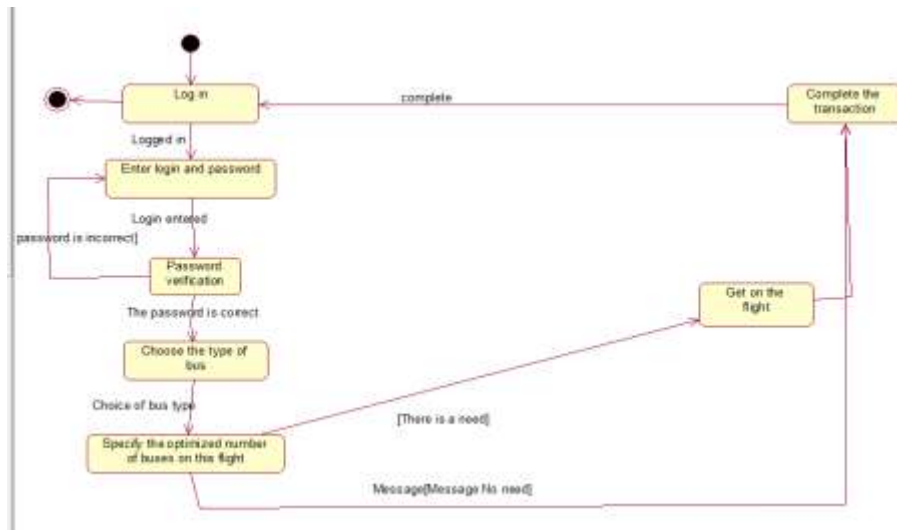 Log in
complete
Complete the
transaction
Logged in
Enter login and password
Login entered
password is incorrect]
Password
verification
The password is correct
Get on the
flight
Choose the type of
bus
Choice of bus type
[There is a need]
Specify the optimized number
of buses on this flight
Message[Message No need]